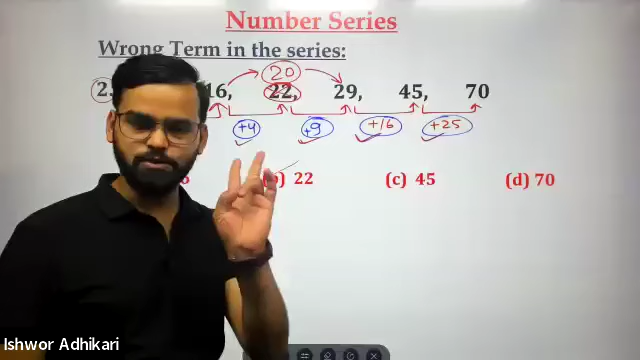 Number Series
Wrong Term in the series:
20
2. 16, 22, 29, 45, 70
+4 +9 +16 +25
22 (c) 45 (d) 70
Ishwor Adhikari